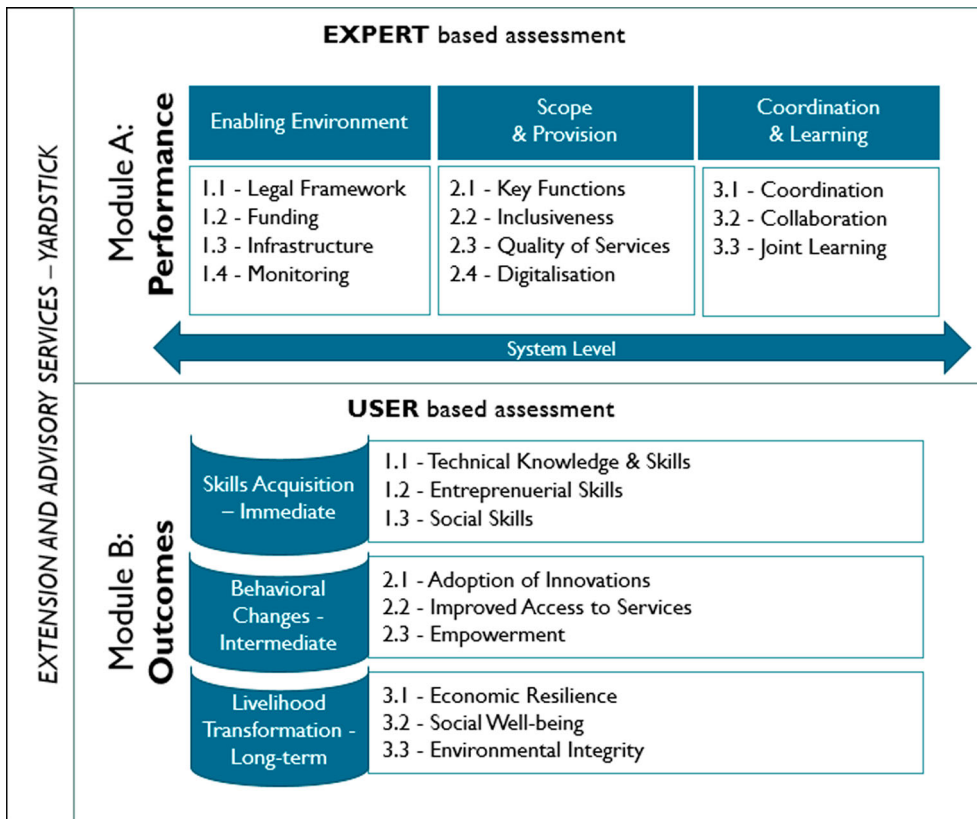 EXTENSION AND ADVISORY SERVICES – YARDSTICK
Module A:
Performance
EXPERT based assessment
Enabling Environment
1.1 - Legal Framework
1.2 - Funding
1.3 - Infrastructure
1.4 - Monitoring
Scope
& Provision
2.1 - Key Functions
2.2 - Inclusiveness
2.3 - Quality of Services
2.4 - Digitalisation
Coordination
& Learning
3.1 - Coordination
3.2 - Collaboration
3.3 - Joint Learning
System Level
Module B:
Outcomes
USER based assessment
Skills Acquisition
– Immediate
1.1 - Technical Knowledge & Skills
1.2 - Entreprenuerial Skills
1.3 - Social Skills
Behavioral
Changes -
Intermediate
2.1 - Adoption of Innovations
2.2 - Improved Access to Services
2.3 - Empowerment
Livelihood
Transformation -
Long-term
3.1 - Economic Resilience
3.2 - Social Well-being
3.3 - Environmental Integrity